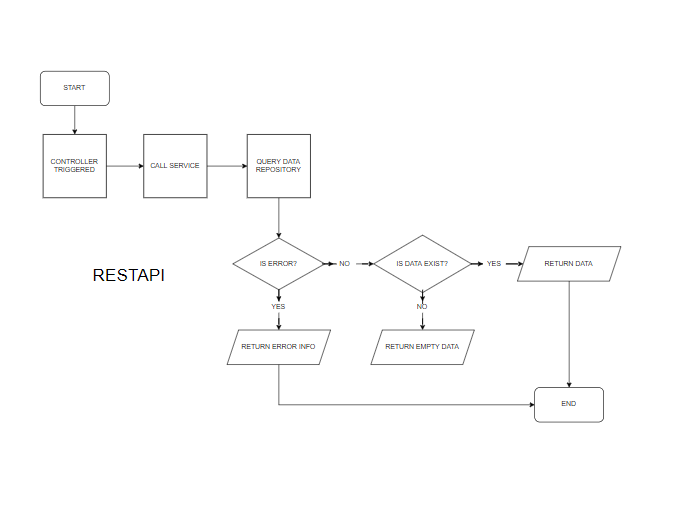 START
CONTROLLER
TRIGGERED
CALL SERVICE
QUERY DATA
REPOSITORY
IS ERROR?
NO
IS DATA EXIST?
YES
RETURN DATA
RESTAPI
YES
NO
RETURN ERROR INFO
RETURN EMPTY DATA
END